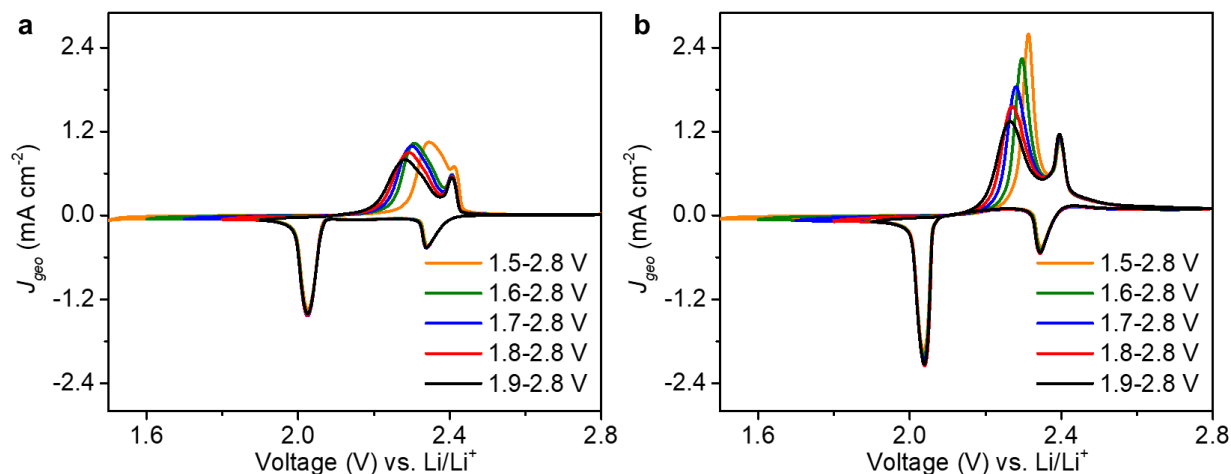 a
2.4
1.2
0.0
-1.2
-2.4
J_geo (mA cm⁻²)
1.5-2.8 V
1.6-2.8 V
1.7-2.8 V
1.8-2.8 V
1.9-2.8 V
1.6
2.0
2.4
2.8
Voltage (V) vs. Li/Li⁺
b
2.4
1.2
0.0
-1.2
-2.4
J_geo (mA cm⁻²)
1.5-2.8 V
1.6-2.8 V
1.7-2.8 V
1.8-2.8 V
1.9-2.8 V
1.6
2.0
2.4
2.8
Voltage (V) vs. Li/Li⁺